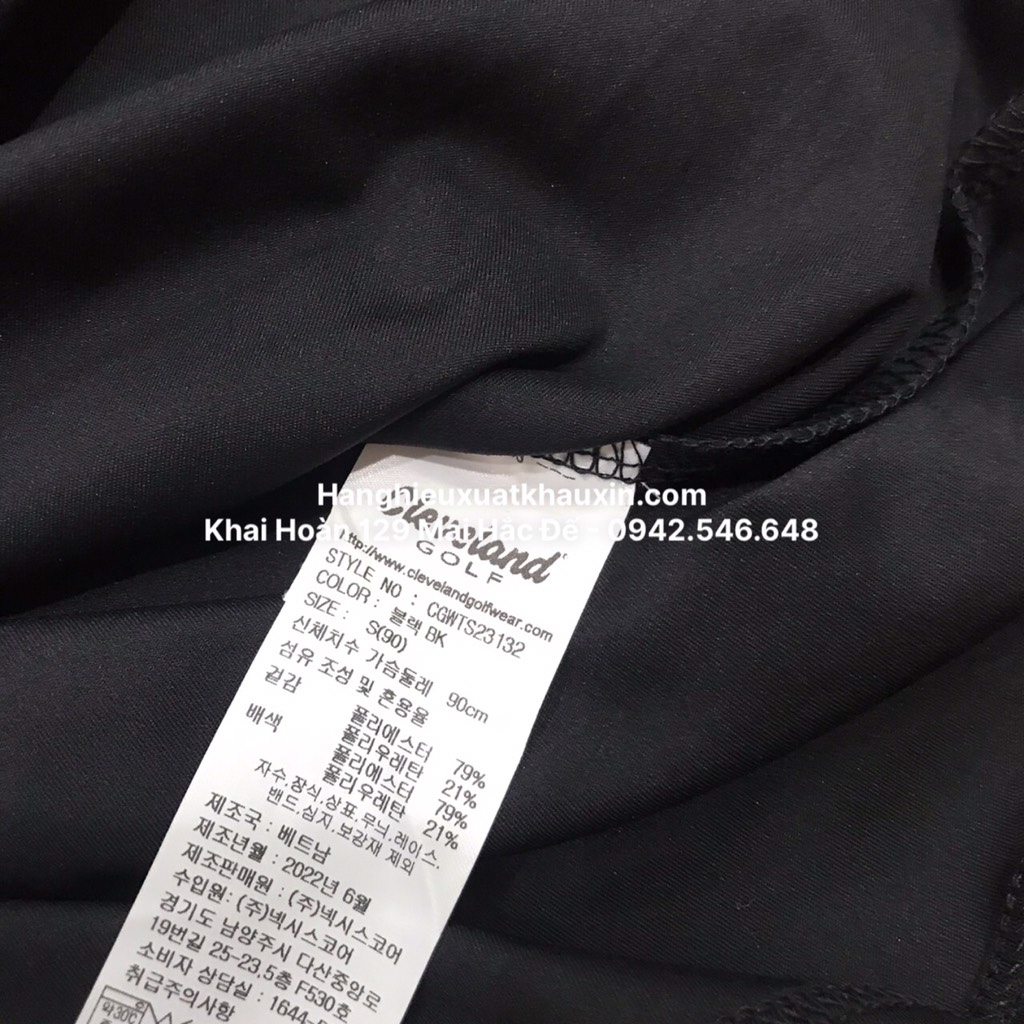 Hanghieuxuatkhauxin.com
Khai Hoàn 129 Mai Hắc Đế - 0942.546.648
Cleveland
GOLF
http://www.clevelandgolfwear.com
STYLE NO : CGWTS23132
COLOR : 블랙 BK
SIZE : S(90)
신체치수 가슴둘레 90cm
섬유 조성 및 혼용율
겉감 폴리에스터 79%
폴리우레탄 21%
배색 폴리에스터 79%
폴리우레탄 21%
자수,장식,상표,무늬,레이스,
밴드,심지,보강재 제외
제조국 : 베트남
제조년월 : 2022년 6월
제조판매원 : (주)넥시스코어
수입원: (주)넥시스코어
경기도 남양주시 다산중앙로
19번길 25-23,5층 F530호
소비자 상담실 : 1644-
취급주의사항
약30℃